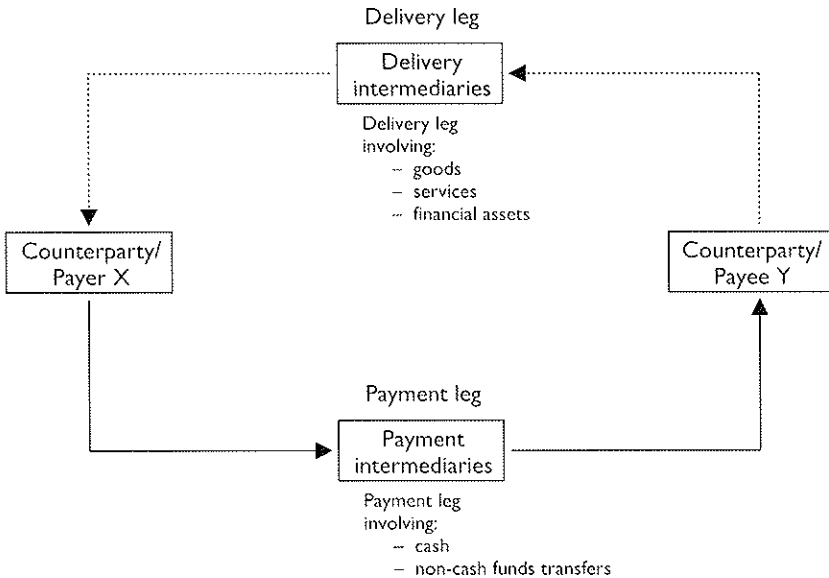 Delivery leg
Delivery
intermediaries
Delivery leg
involving:
– goods
– services
– financial assets
Counterparty/
Payer X
Counterparty/
Payee Y
Payment leg
Payment
intermediaries
Payment leg
involving:
– cash
– non-cash funds transfers